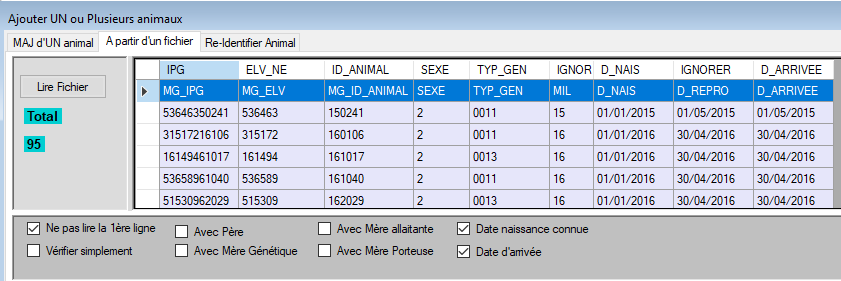 Ajouter UN ou Plusieurs animaux
MAJ d'UN animal A partir d'un fichier Re-Identifier Animal
Lire Fichier
Total
95
IPG ELV_NE ID_ANIMAL SEXE TYP_GEN IGNOR D_NAIS IGNORER D_ARRIVEE
MG_IPG MG_ELV MG_ID_ANIMAL SEXE TYP_GEN MIL D_NAIS D_REPRO D_ARRIVEE
53646350241 536463 150241 2 0011 15 01/01/2015 01/05/2015 01/05/2015
31517216106 315172 160106 2 0011 16 01/01/2016 30/04/2016 30/04/2016
16149461017 161494 161017 2 0013 16 01/01/2016 30/04/2016 30/04/2016
53658961040 536589 161040 2 0011 16 01/01/2016 30/04/2016 30/04/2016
51530962029 515309 162029 2 0013 16 01/01/2016 30/04/2016 30/04/2016
Ne pas lire la 1ère ligne Avec Père Avec Mère allaitante Date naissance connue
Vérifier simplement Avec Mère Génétique Avec Mère Porteuse Date d'arrivée